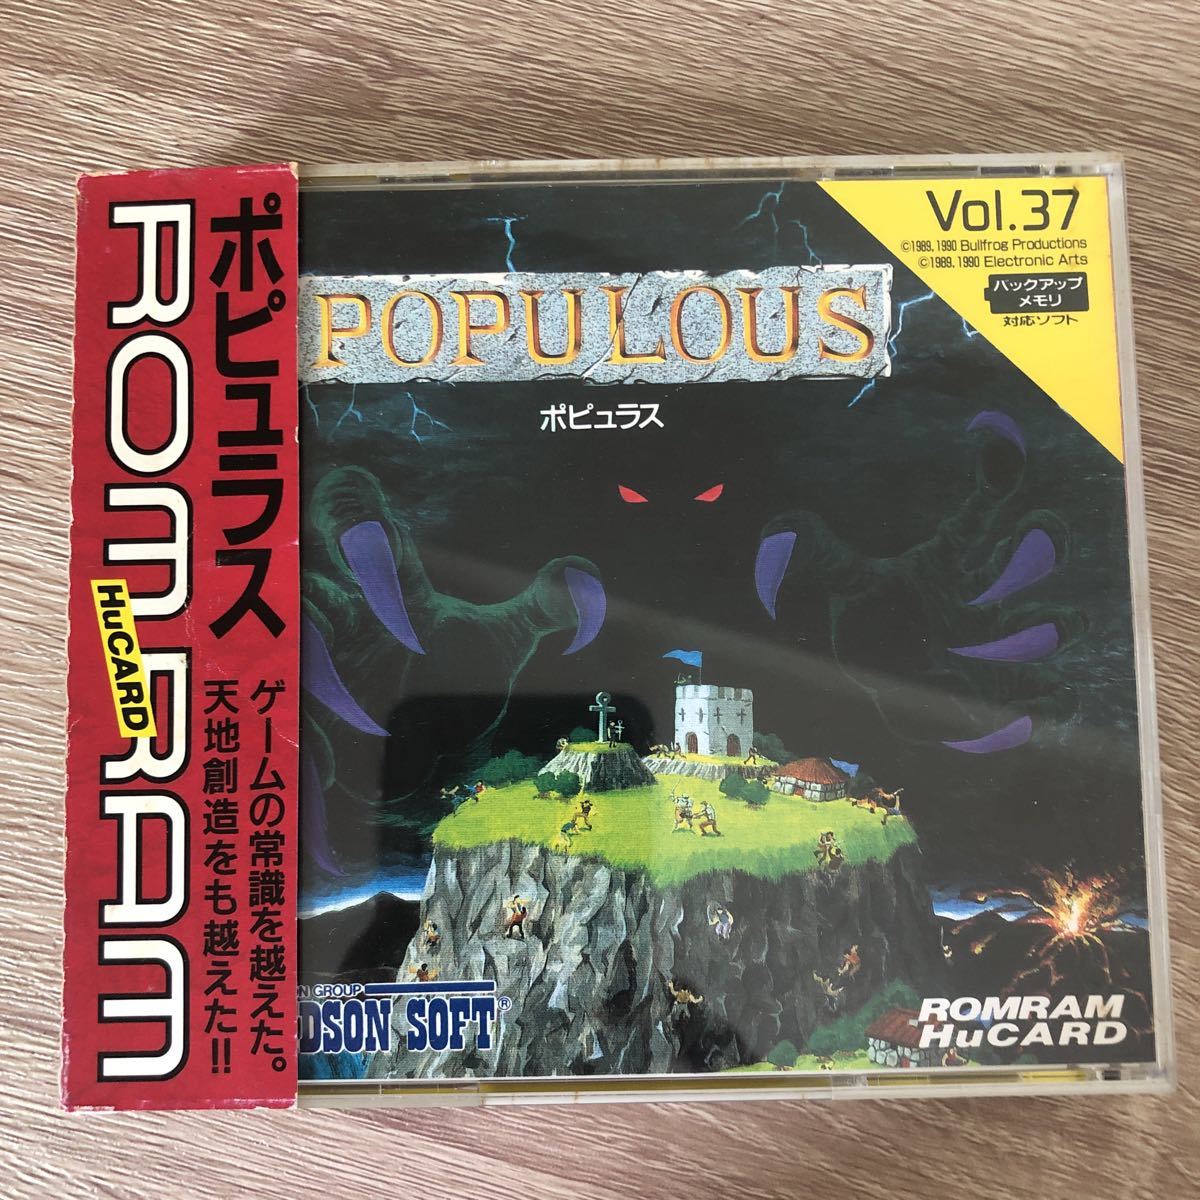 ポピュラス
ROMRAM
HuCARD
ゲームの常識を越えた。
天地創造をも越えた!!
Vol.37
©1989, 1990 Bullfrog Productions
©1989, 1990 Electronic Arts
バックアップ
メモリ
対応ソフト
POPULOUS
ポピュラス
ON GROUP
DSON SOFT®
ROMRAM
HuCARD